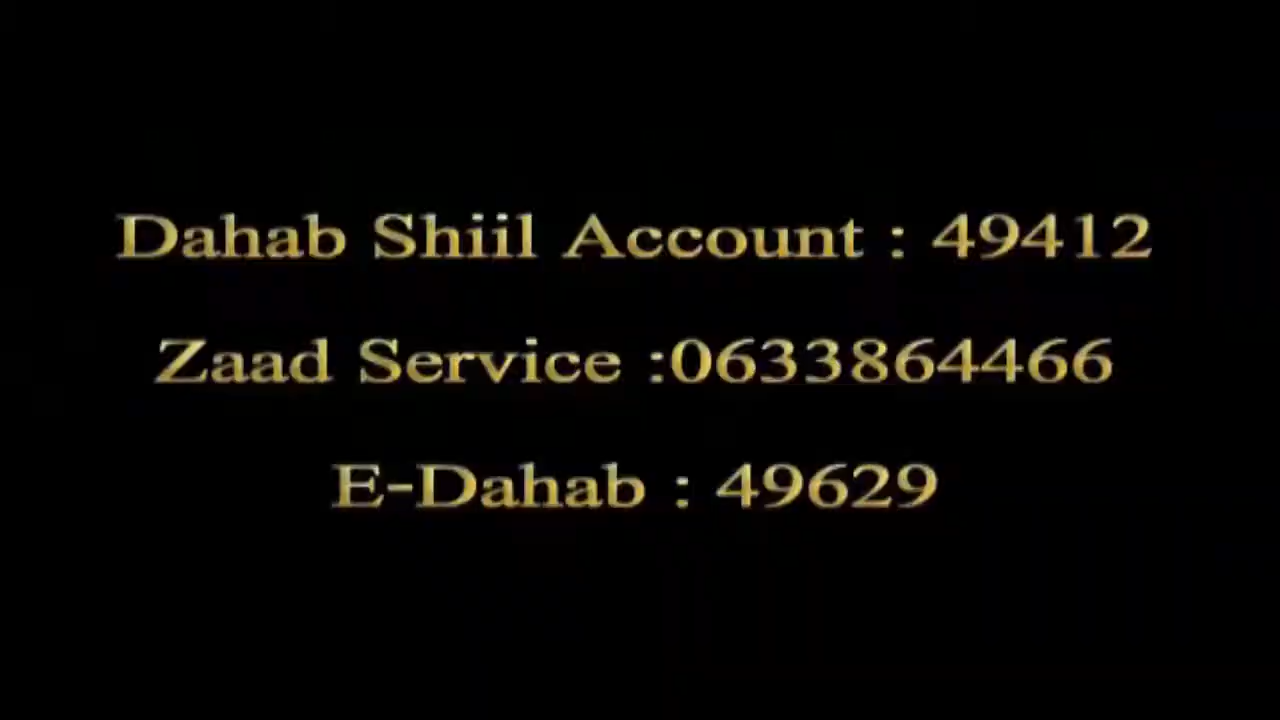 Dahab Shiil Account : 49412
Zaad Service :0633864466
E-Dahab : 49629